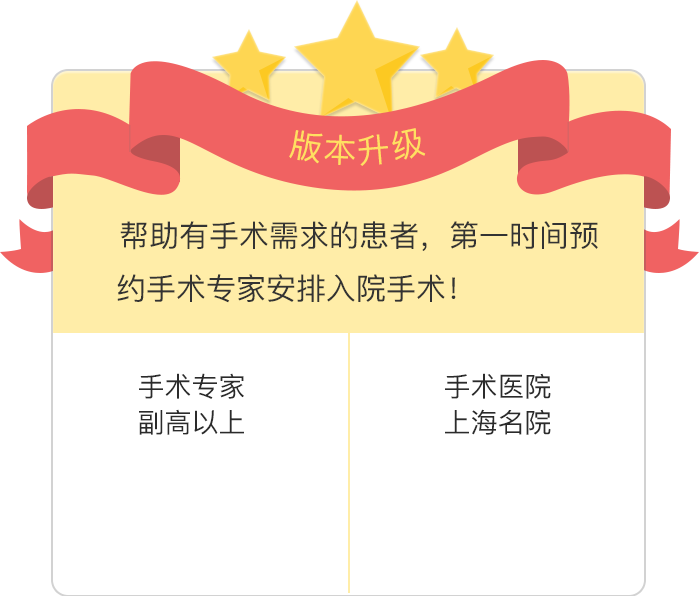 版本升级
帮助有手术需求的患者，第一时间预
约手术专家安排入院手术！
手术专家
副高以上
手术医院
上海名院